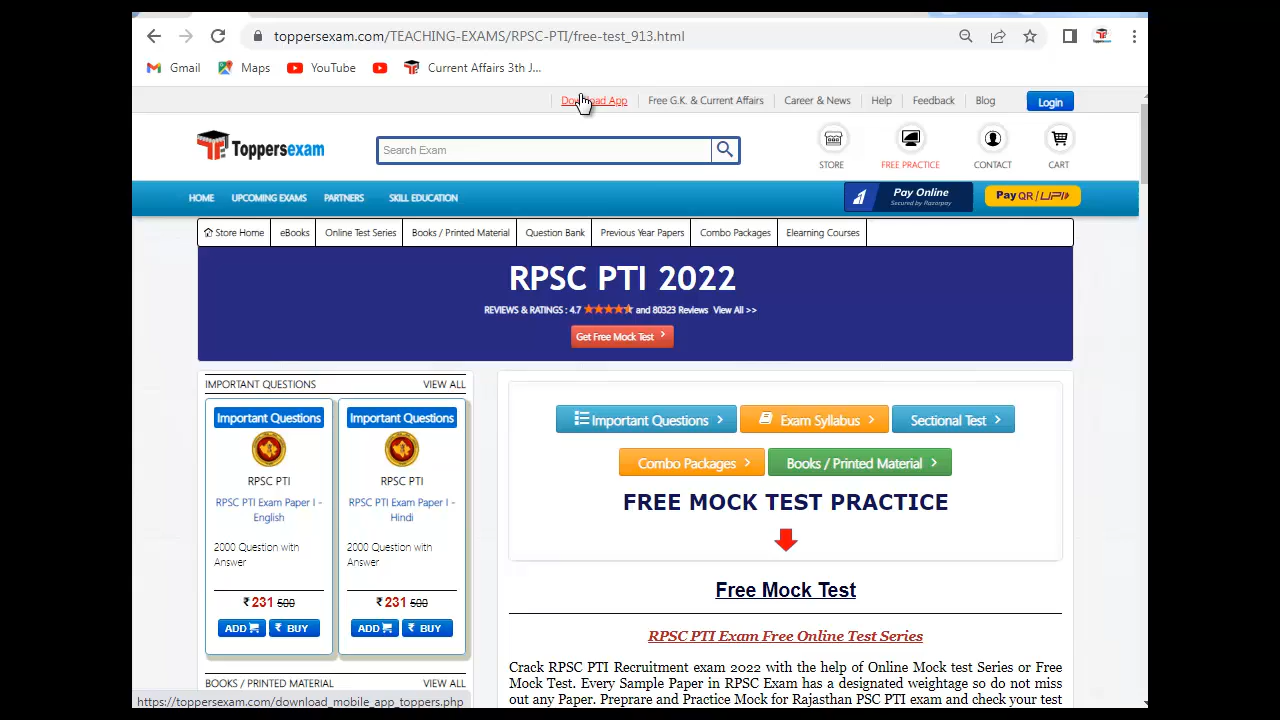 toppersexam.com/TEACHING-EXAMS/RPSC-PTI/free-test_913.html
Gmail Maps YouTube Current Affairs 3th J...
Download App Free G.K. & Current Affairs Career & News Help Feedback Blog Login
Toppersexam
Search Exam
STORE FREE PRACTICE CONTACT CART
HOME UPCOMING EXAMS PARTNERS SKILL EDUCATION
Pay Online
Secured by Razorpay
Pay QR / UPI
Store Home eBooks Online Test Series Books / Printed Material Question Bank Previous Year Papers Combo Packages Elearning Courses
RPSC PTI 2022
REVIEWS & RATINGS : 4.7 and 80323 Reviews View All >>
Get Free Mock Test >
IMPORTANT QUESTIONS VIEW ALL
Important Questions
RPSC PTI
RPSC PTI Exam Paper I -
English
2000 Question with
Answer
₹ 231 500
ADD ₹ BUY
Important Questions
RPSC PTI
RPSC PTI Exam Paper I -
Hindi
2000 Question with
Answer
₹ 231 500
ADD ₹ BUY
BOOKS / PRINTED MATERIAL VIEW ALL
Important Questions > Exam Syllabus > Sectional Test >
Combo Packages > Books / Printed Material >
FREE MOCK TEST PRACTICE
Free Mock Test
RPSC PTI Exam Free Online Test Series
Crack RPSC PTI Recruitment exam 2022 with the help of Online Mock test Series or Free
Mock Test. Every Sample Paper in RPSC Exam has a designated weightage so do not miss
out any Paper. Preprare and Practice Mock for Rajasthan PSC PTI exam and check your test
https://toppersexam.com/download_mobile_app_toppers.php